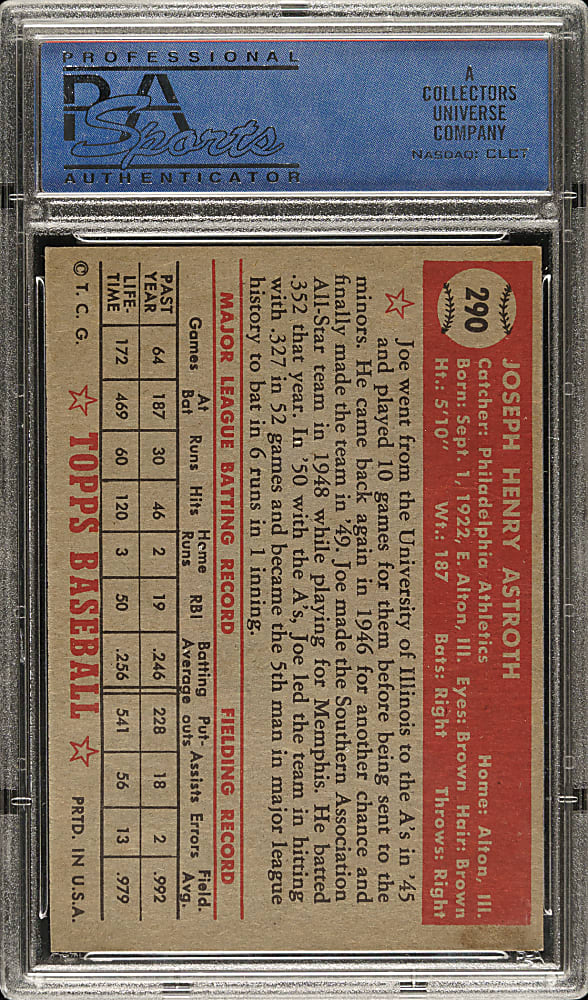 PROFESSIONAL
PSA
Sports
AUTHENTICATOR
A
COLLECTORS
UNIVERSE
COMPANY
NASDAQ: CLCT
290
JOSEPH HENRY ASTROTH
Catcher: Philadelphia Athletics Home: Alton, Ill.
Born: Sept. 1, 1922, E. Alton, Ill. Eyes: Brown Hair: Brown
Ht.: 5'10" Wt.: 187 Bats: Right Throws: Right
Joe went from the University of Illinois to the A's in '45
and played 10 games for them before being sent to the
minors. He came back again in 1946 for another chance and
finally made the team in '49. Joe made the Southern Association
All-Star team in 1948 while playing for Memphis. He batted
.352 that year. In '50 with the A's, Joe led the team in hitting
with .327 in 52 games and became the 5th man in major league
history to bat in 6 runs in 1 inning.
MAJOR LEAGUE BATTING RECORD FIELDING RECORD
Games At Bat Runs Hits Home Runs RBI Batting Average Put-outs Assists Errors Field. Avg.
PAST YEAR 64 187 30 46 2 19 .246 228 18 2 .992
LIFE-TIME 172 469 60 120 3 50 .256 541 56 13 .979
© T. C. G. TOPPS BASEBALL PRTD. IN U.S.A.